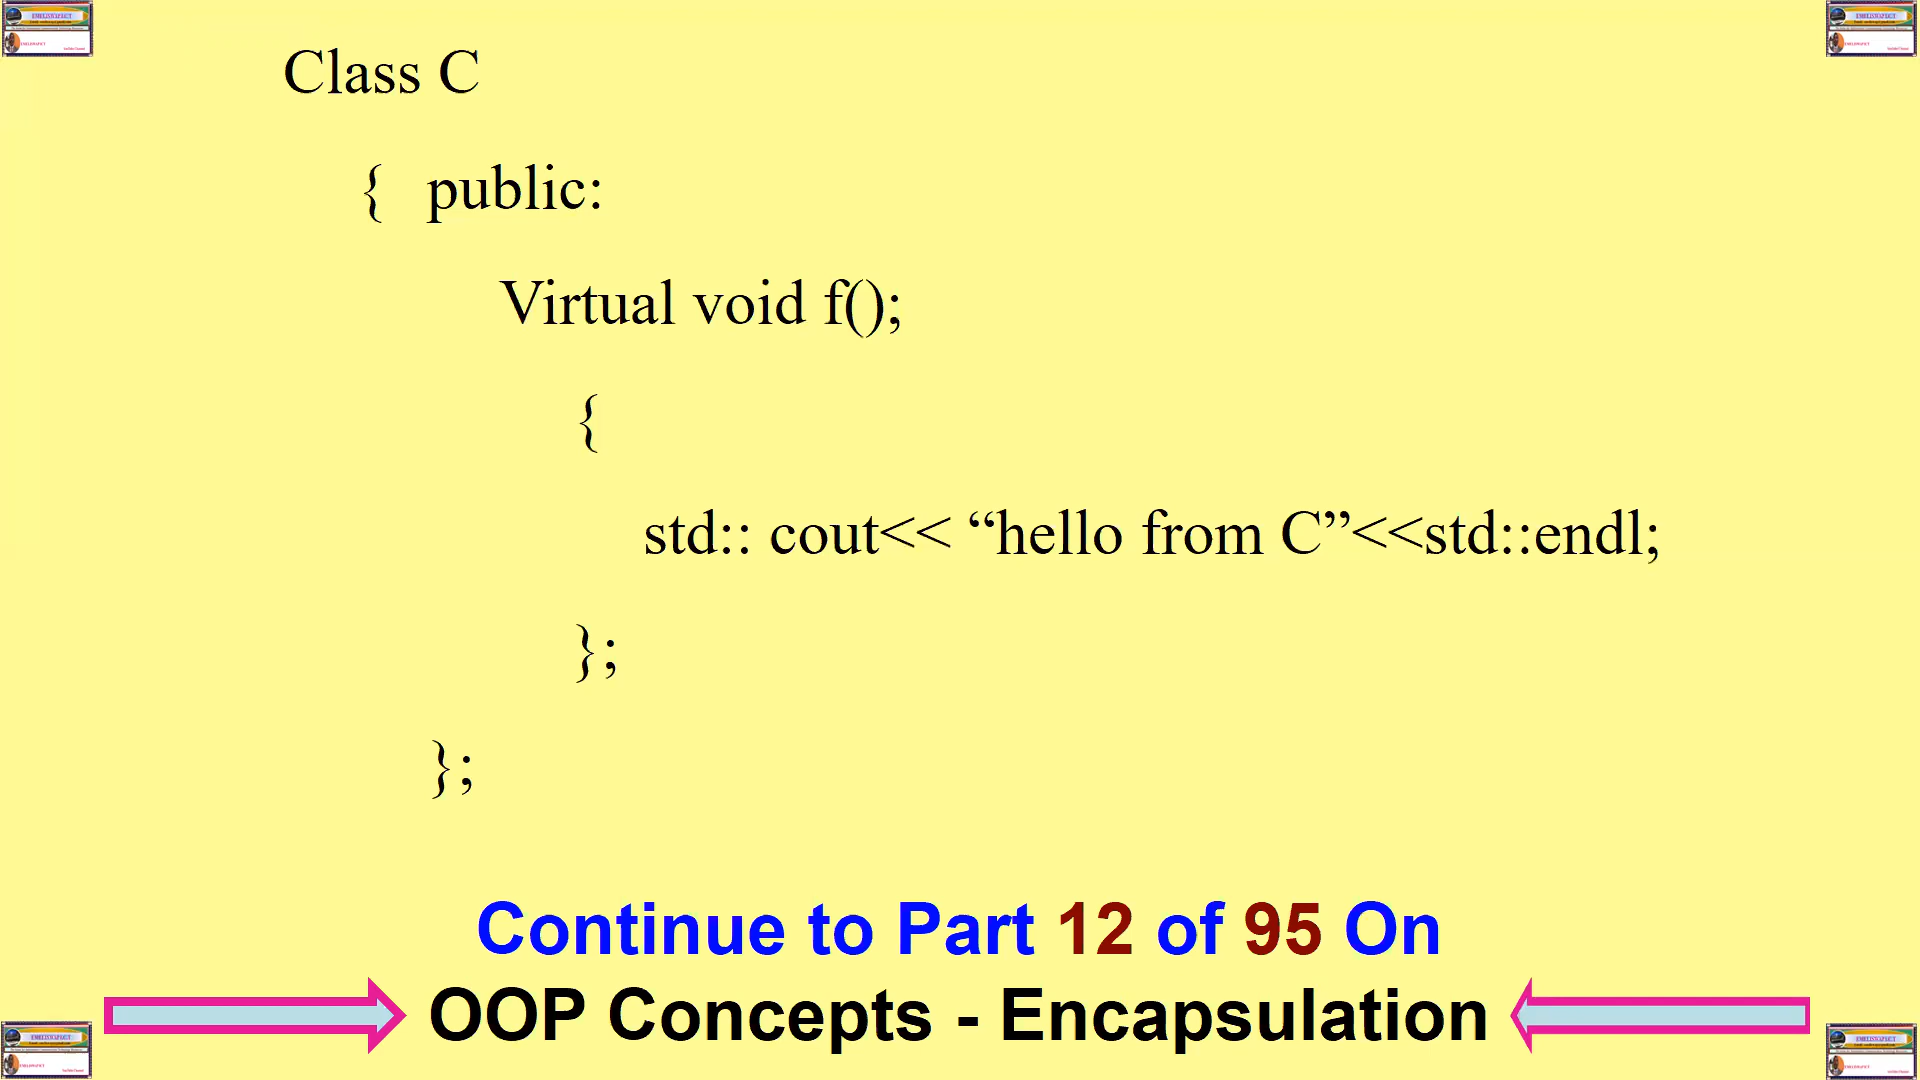 Class C
{ public:
Virtual void f();
{
std:: cout<< “hello from C”<<std::endl;
};
};
Continue to Part 12 of 95 On
OOP Concepts - Encapsulation